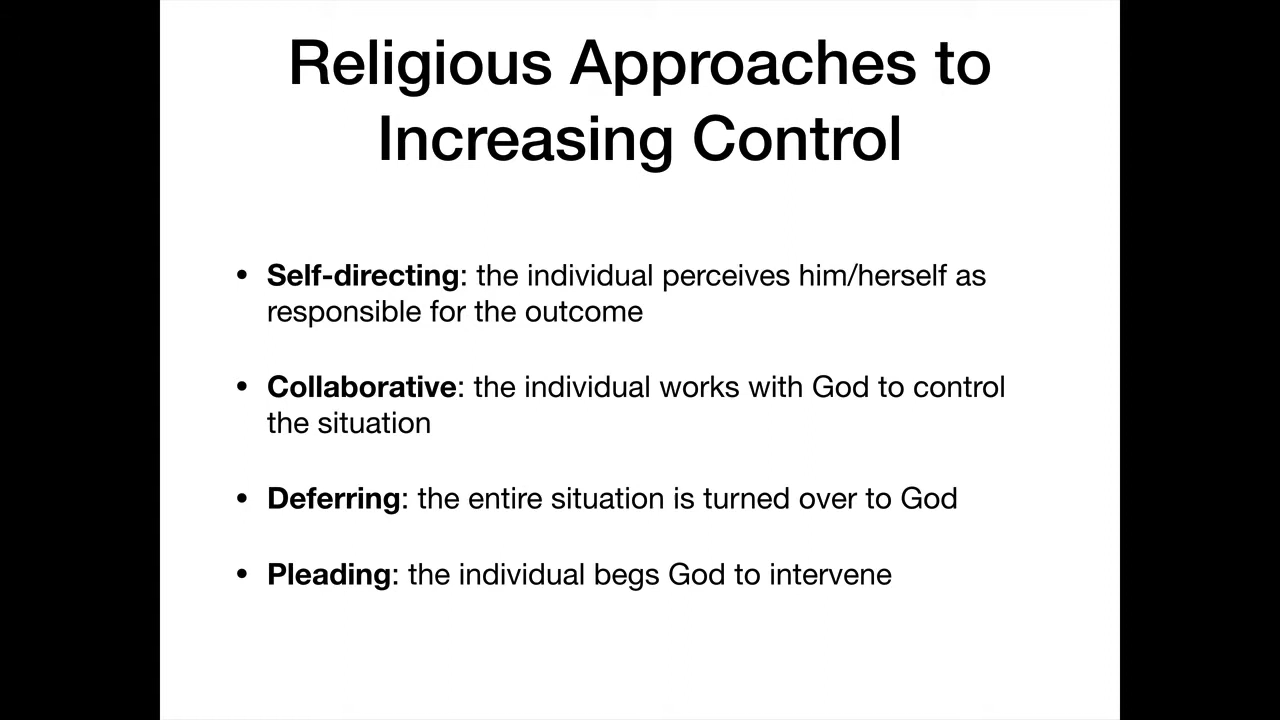 Religious Approaches to
Increasing Control
• Self-directing: the individual perceives him/herself as
responsible for the outcome
• Collaborative: the individual works with God to control
the situation
• Deferring: the entire situation is turned over to God
• Pleading: the individual begs God to intervene